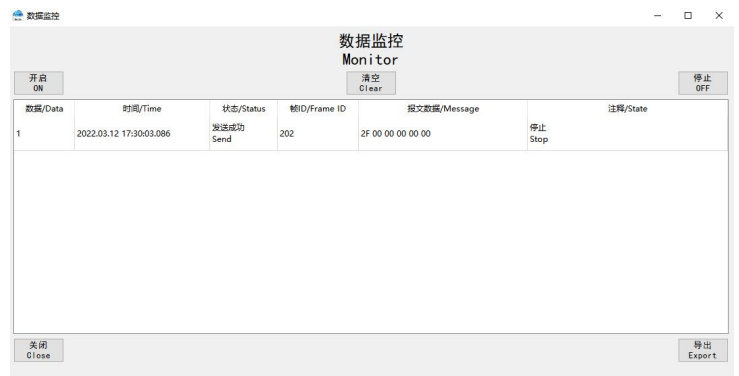 数据监控
数据监控
Monitor
开启
ON
清空
Clear
停止
OFF
数据/Data 时间/Time 状态/Status 帧ID/Frame ID 报文数据/Message 注释/State
1 2022.03.12 17:30:03.086 发送成功 Send 202 2F 00 00 00 00 00 停止 Stop
关闭
Close
导出
Export